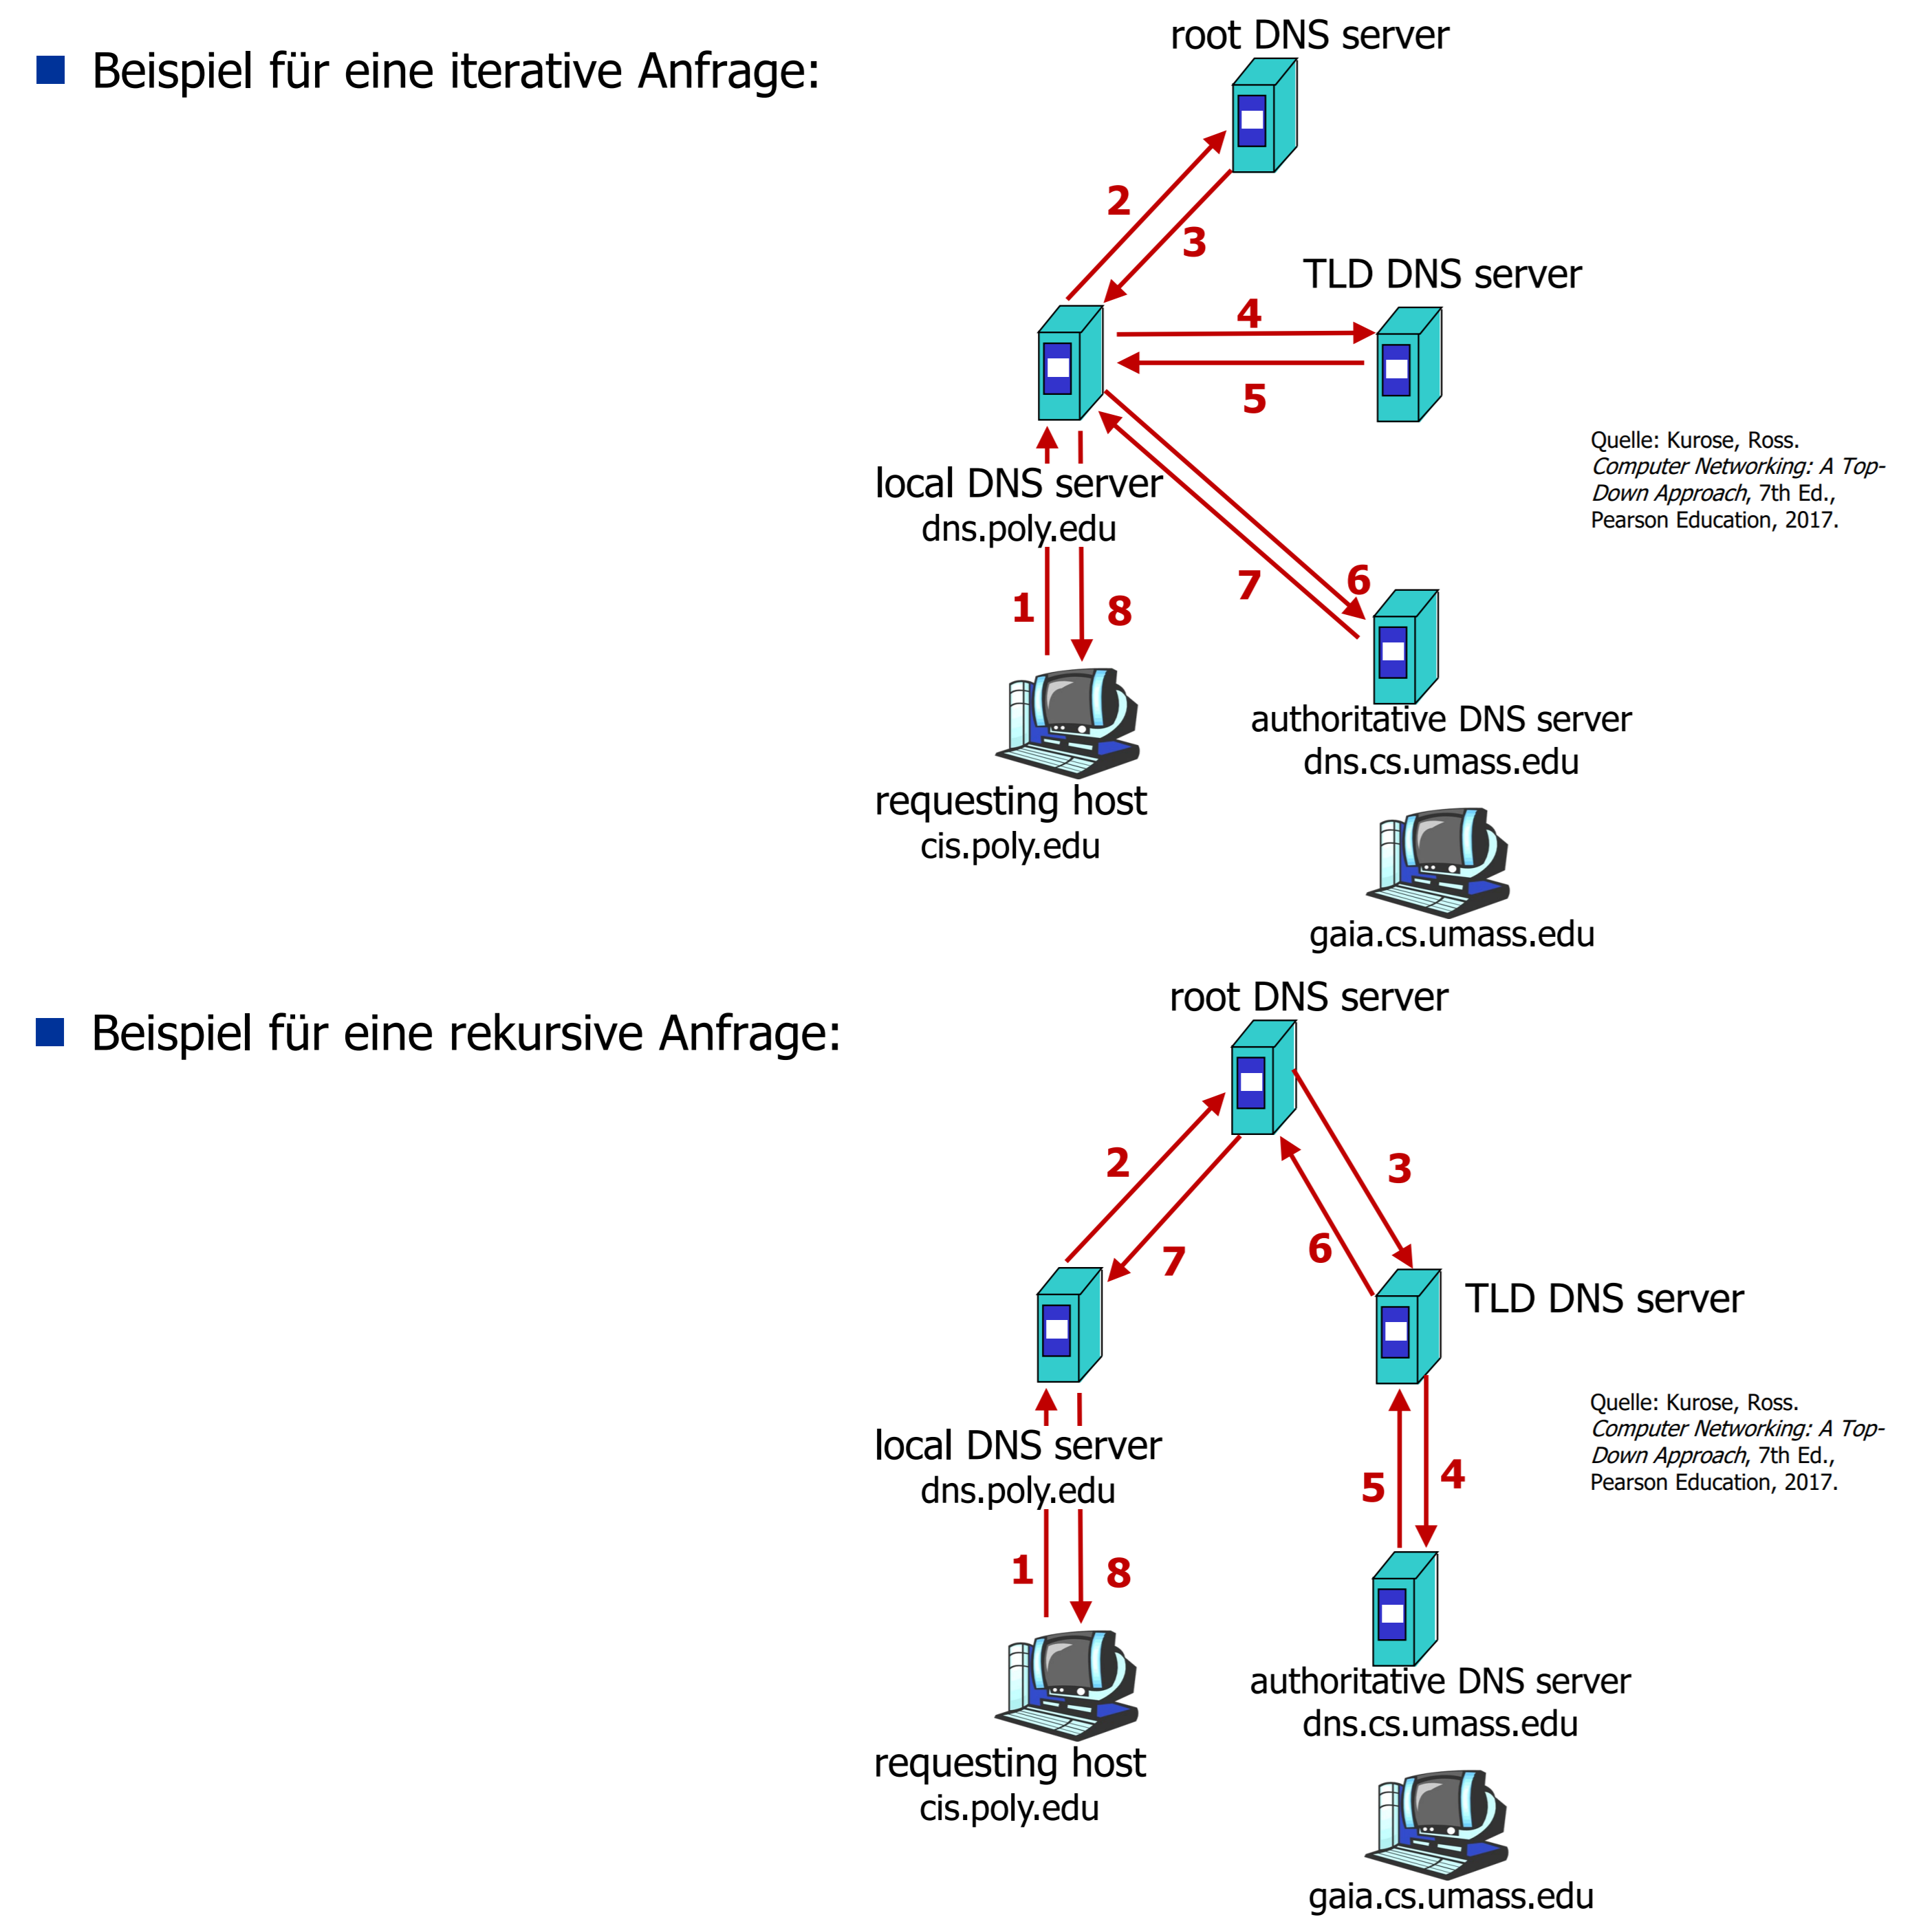 root DNS server
Beispiel für eine iterative Anfrage:
2
3
TLD DNS server
4
5
Quelle: Kurose, Ross.
Computer Networking: A Top-
Down Approach, 7th Ed.,
Pearson Education, 2017.
local DNS server
dns.poly.edu
7
6
1
8
authoritative DNS server
dns.cs.umass.edu
requesting host
cis.poly.edu
gaia.cs.umass.edu
root DNS server
Beispiel für eine rekursive Anfrage:
2
3
7
6
TLD DNS server
Quelle: Kurose, Ross.
Computer Networking: A Top-
Down Approach, 7th Ed.,
Pearson Education, 2017.
local DNS server
dns.poly.edu
5
4
1
8
authoritative DNS server
dns.cs.umass.edu
requesting host
cis.poly.edu
gaia.cs.umass.edu